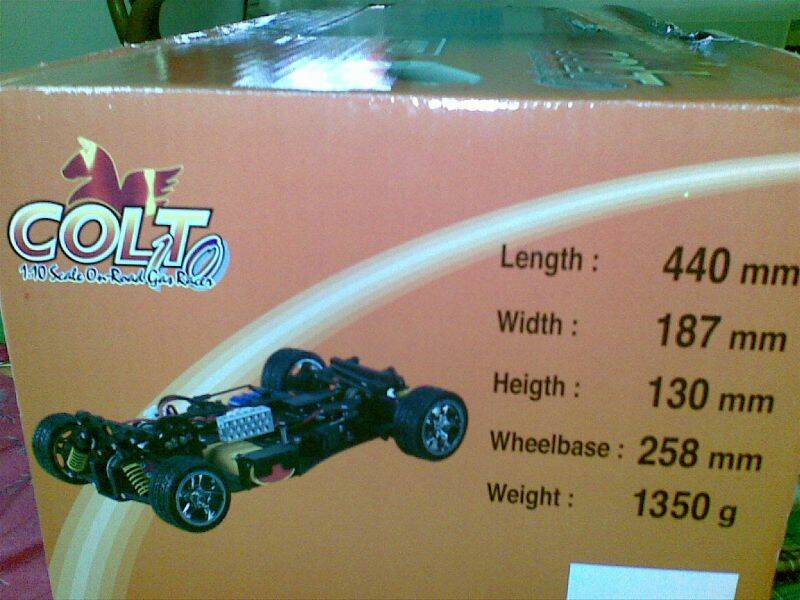 COLT 10
1:10 Scale On-Road Gas Racer
Length : 440 mm
Width : 187 mm
Heigth : 130 mm
Wheelbase : 258 mm
Weight : 1350 g